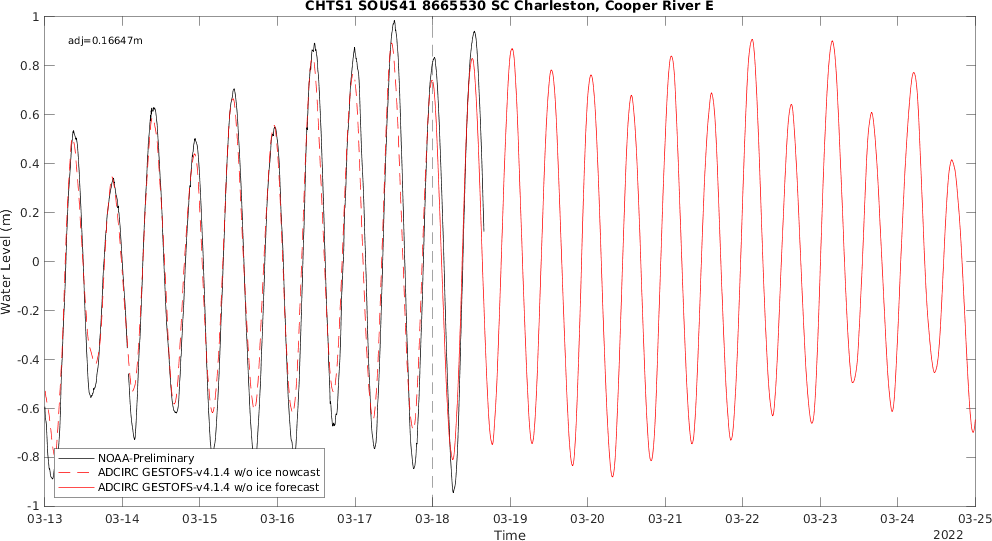 CHTS1 SOUS41 8665530 SC Charleston, Cooper River E
adj=0.16647m
1
0.8
0.6
0.4
0.2
0
-0.2
-0.4
-0.6
-0.8
-1
Water Level (m)
NOAA-Preliminary
ADCIRC GESTOFS-v4.1.4 w/o ice nowcast
ADCIRC GESTOFS-v4.1.4 w/o ice forecast
03-13 03-14 03-15 03-16 03-17 03-18 03-19 03-20 03-21 03-22 03-23 03-24 03-25
Time
2022